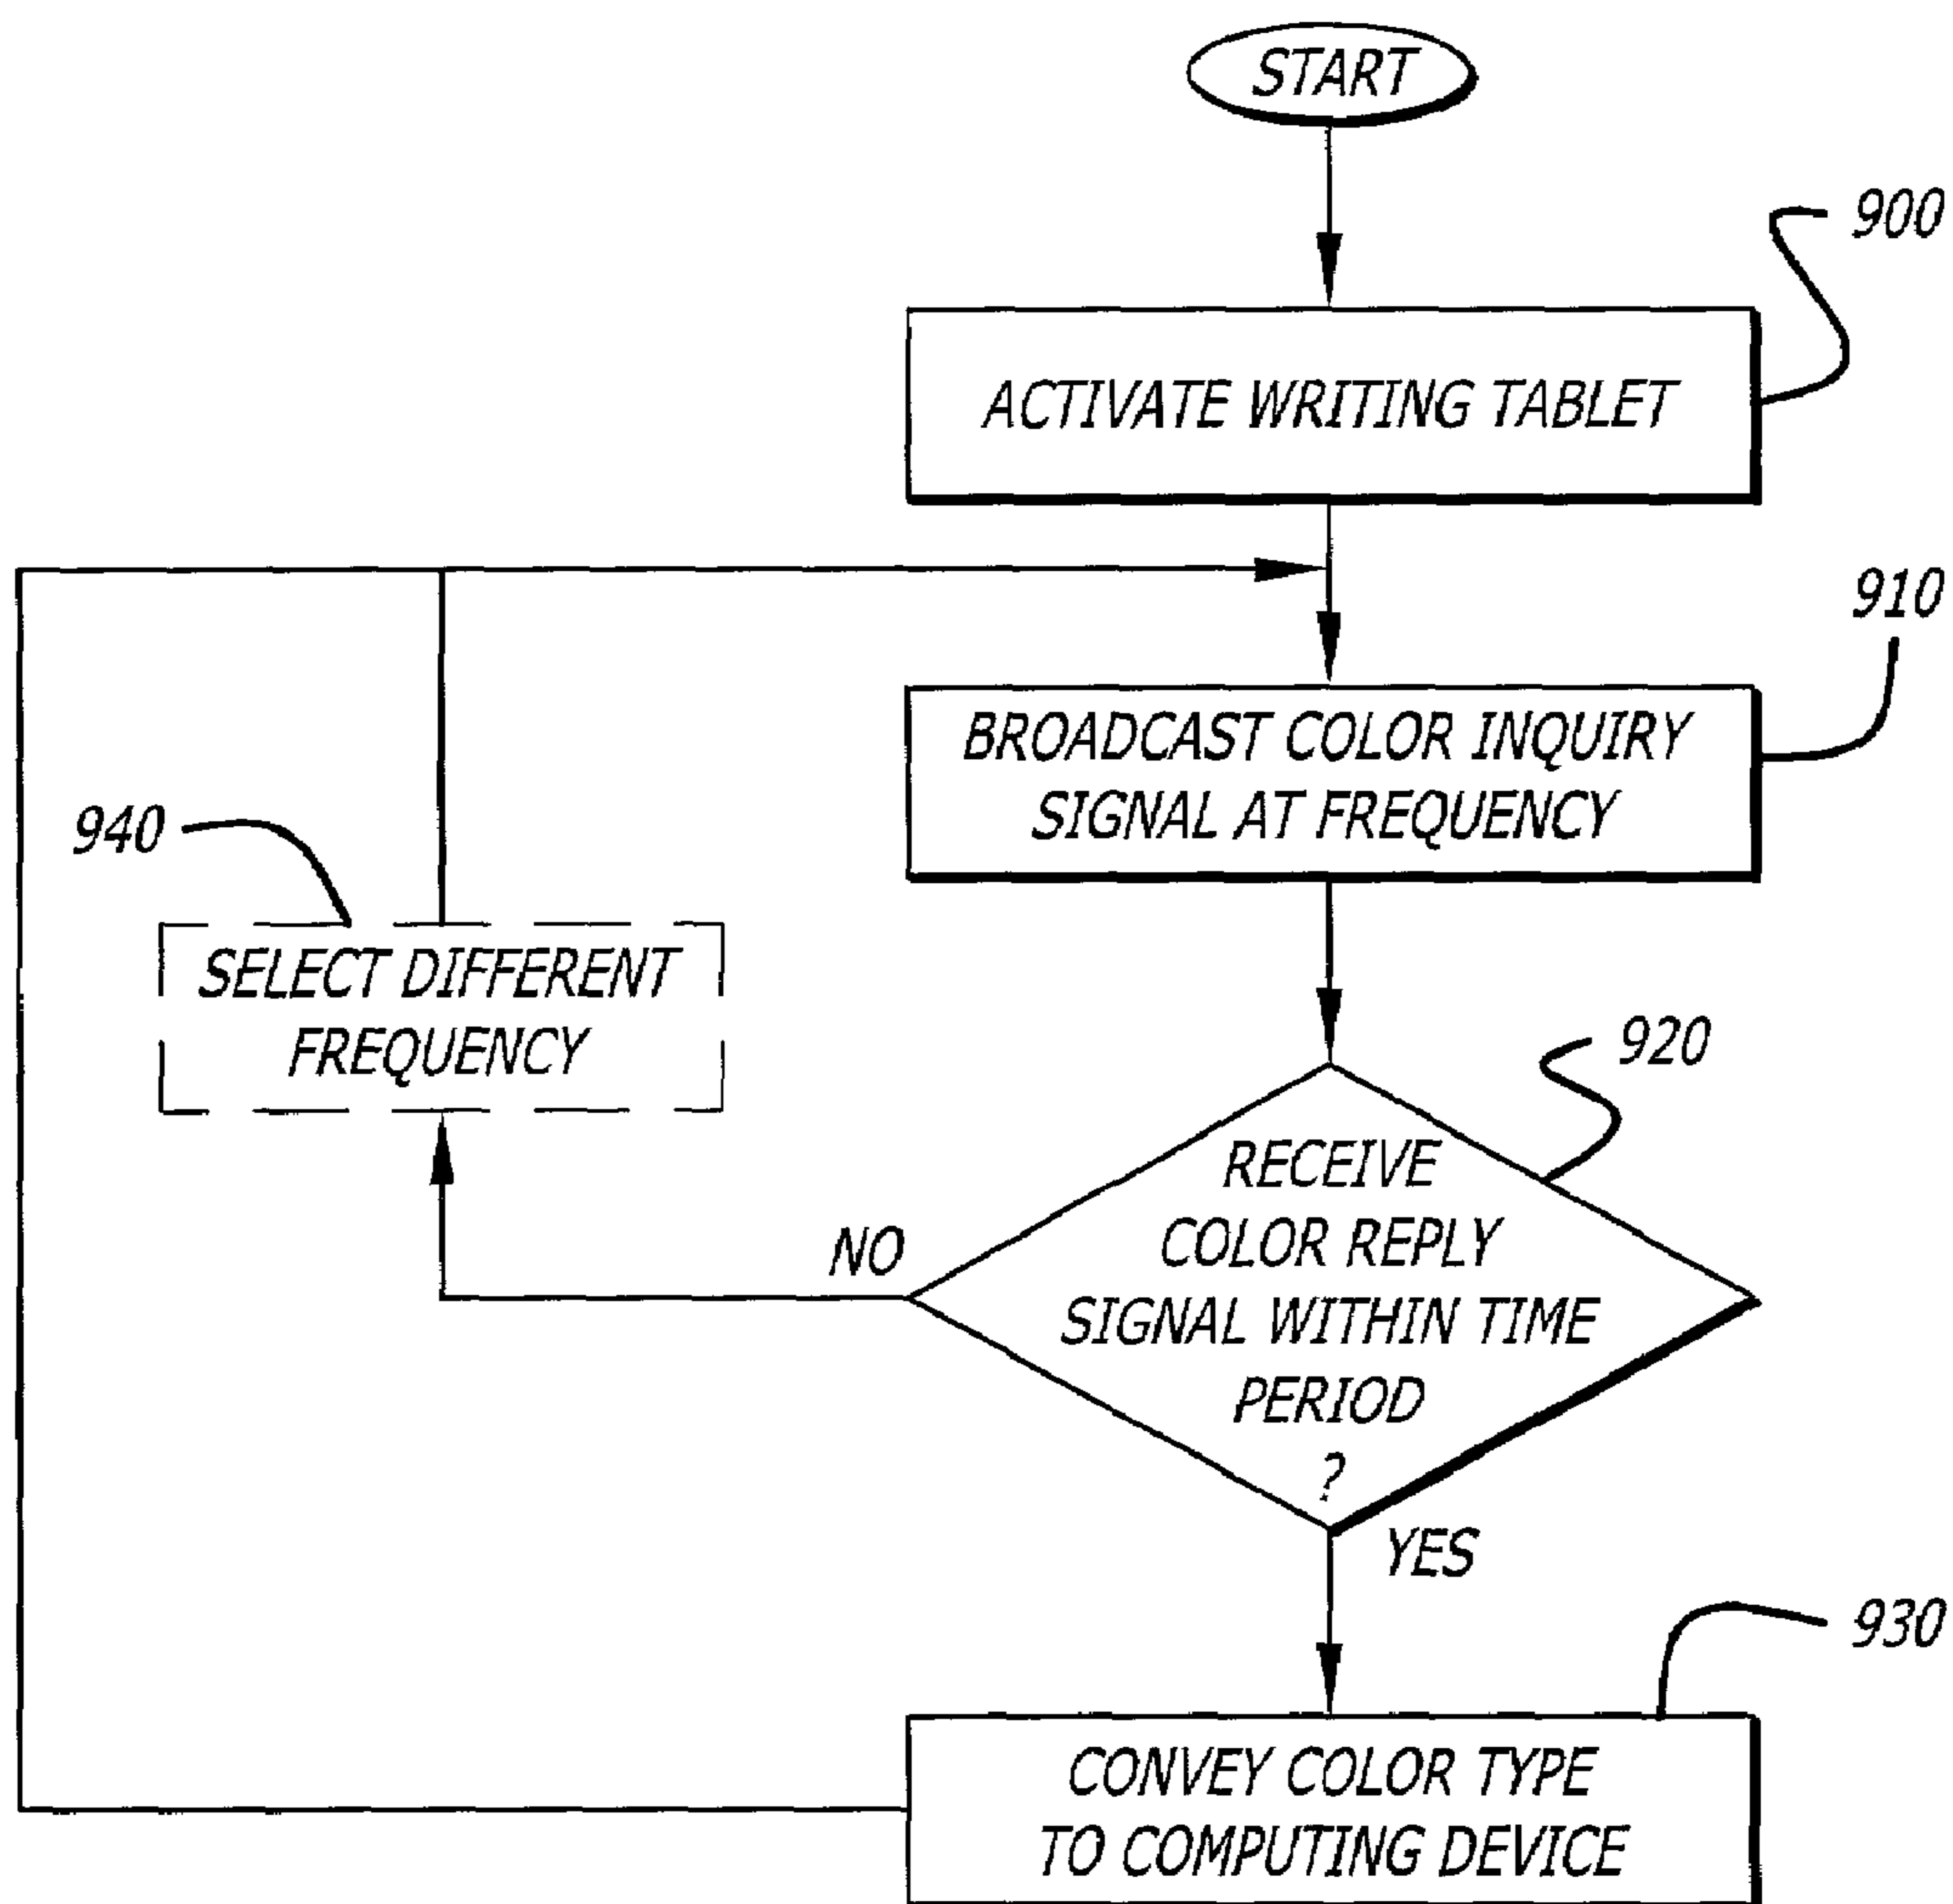 START
900
ACTIVATE WRITING TABLET
910
BROADCAST COLOR INQUIRY
SIGNAL AT FREQUENCY
940
SELECT DIFFERENT
FREQUENCY
920
RECEIVE
COLOR REPLY
SIGNAL WITHIN TIME
PERIOD
?
NO
YES
930
CONVEY COLOR TYPE
TO COMPUTING DEVICE